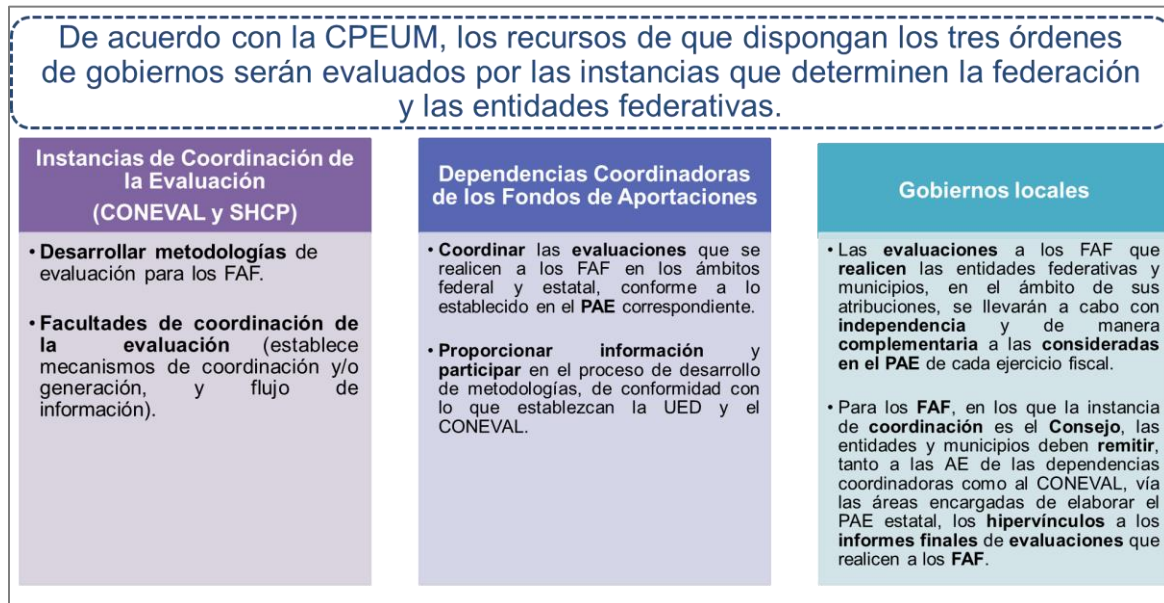 De acuerdo con la CPEUM, los recursos de que dispongan los tres órdenes
de gobiernos serán evaluados por las instancias que determinen la federación
y las entidades federativas.
Instancias de Coordinación de
la Evaluación
(CONEVAL y SHCP)
• Desarrollar metodologías de
evaluación para los FAF.
• Facultades de coordinación de
la evaluación (establece
mecanismos de coordinación y/o
generación, y flujo de
información).
Dependencias Coordinadoras
de los Fondos de Aportaciones
• Coordinar las evaluaciones que se
realicen a los FAF en los ámbitos
federal y estatal, conforme a lo
establecido en el PAE correspondiente.
• Proporcionar información y
participar en el proceso de desarrollo
de metodologías, de conformidad con
lo que establezcan la UED y el
CONEVAL.
Gobiernos locales
• Las evaluaciones a los FAF que
realicen las entidades federativas y
municipios, en el ámbito de sus
atribuciones, se llevarán a cabo con
independencia y de manera
complementaria a las consideradas
en el PAE de cada ejercicio fiscal.
• Para los FAF, en los que la instancia
de coordinación es el Consejo, las
entidades y municipios deben remitir,
tanto a las AE de las dependencias
coordinadoras como al CONEVAL, vía
las áreas encargadas de elaborar el
PAE estatal, los hipervínculos a los
informes finales de evaluaciones que
realicen a los FAF.